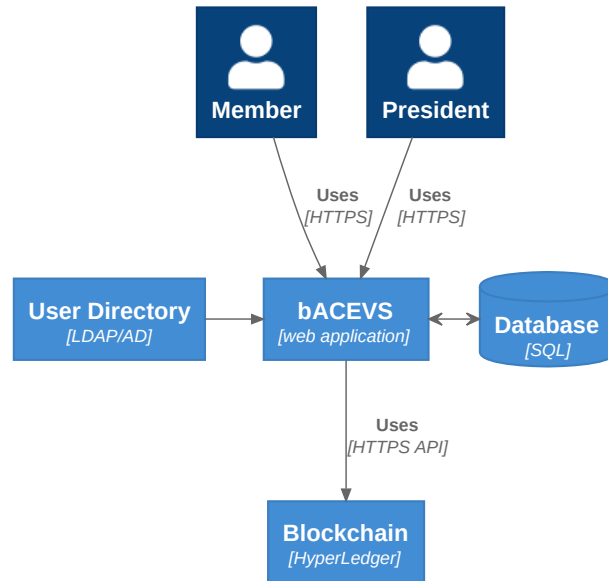 Member
President
Uses
[HTTPS]
Uses
[HTTPS]
User Directory
[LDAP/AD]
bACEVS
[web application]
Database
[SQL]
Uses
[HTTPS API]
Blockchain
[HyperLedger]